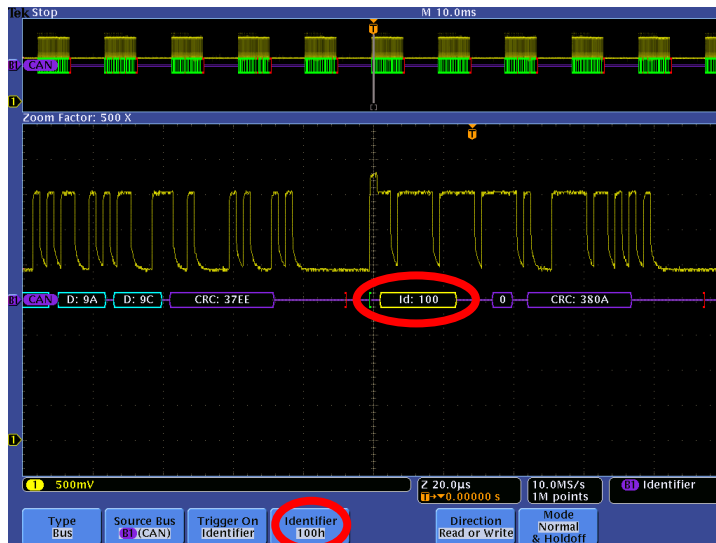 Tek Stop M 10.0ms
T
B1 CAN
1
Zoom Factor: 500 X
T
B1 CAN D: 9A D: 9C CRC: 37EE Id: 100 0 CRC: 380A
1
1 500mV Z 20.0µs 10.0MS/s B1 Identifier
T→▼0.00000 s 1M points
Type Source Bus Trigger On Identifier Direction Mode
Bus B1(CAN) Identifier 100h Read or Write Normal
& Holdoff